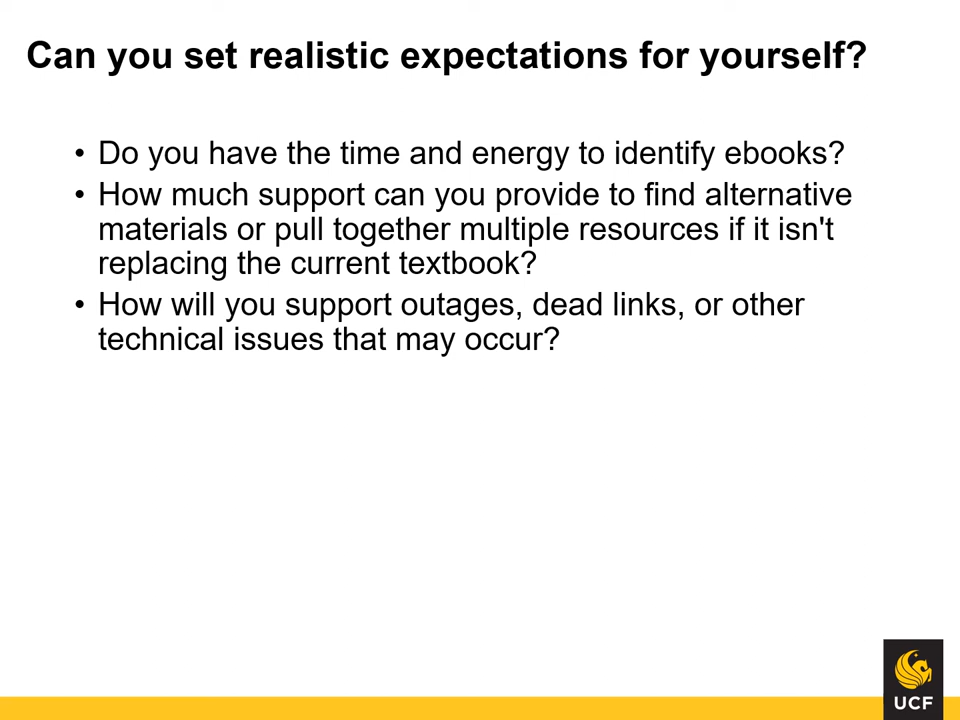 Can you set realistic expectations for yourself?
• Do you have the time and energy to identify ebooks?
• How much support can you provide to find alternative
materials or pull together multiple resources if it isn't
replacing the current textbook?
• How will you support outages, dead links, or other
technical issues that may occur?
UCF